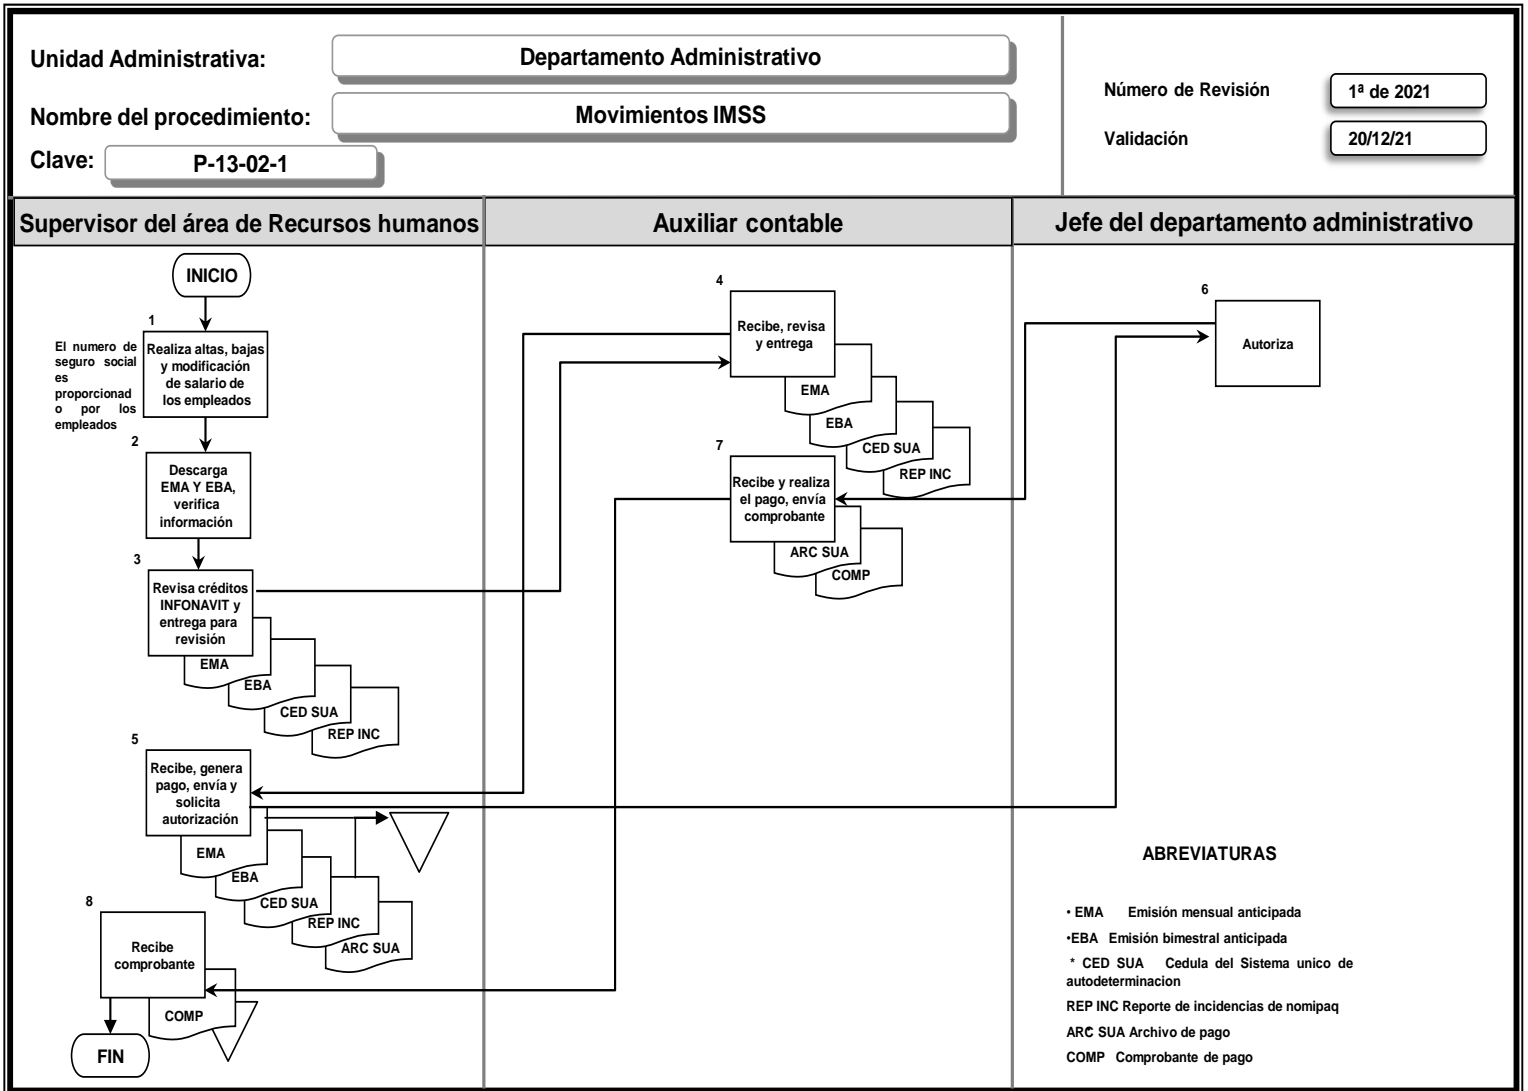 Unidad Administrativa:
Departamento Administrativo
Nombre del procedimiento:
Movimientos IMSS
Clave:
P-13-02-1
Número de Revisión
1ª de 2021
Validación
20/12/21
Supervisor del área de Recursos humanos
Auxiliar contable
Jefe del departamento administrativo
INICIO
1
El numero de
seguro social
es
proporcionad
o por los
empleados
Realiza altas, bajas
y modificación
de salario de
los empleados
2
Descarga
EMA Y EBA,
verifica
información
3
Revisa créditos
INFONAVIT y
entrega para
revisión
EMA
EBA
CED SUA
REP INC
5
Recibe, genera
pago, envía y
solicita
autorización
EMA
EBA
CED SUA
REP INC
ARC SUA
8
Recibe
comprobante
COMP
FIN
4
Recibe, revisa
y entrega
EMA
EBA
CED SUA
REP INC
7
Recibe y realiza
el pago, envía
comprobante
ARC SUA
COMP
6
Autoriza
ABREVIATURAS
• EMA Emisión mensual anticipada
•EBA Emisión bimestral anticipada
* CED SUA Cedula del Sistema unico de
autodeterminacion
REP INC Reporte de incidencias de nomipaq
ARC SUA Archivo de pago
COMP Comprobante de pago